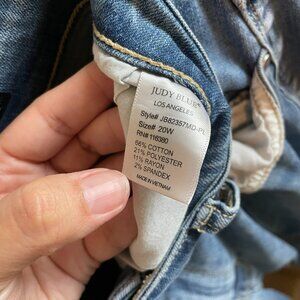 JUDY BLUE
LOS ANGELES
Style# JB82357MD-PL
Size# 20W
RN# 116380
66% COTTON
21% POLYESTER
11% RAYON
2% SPANDEX
MADE IN VIETNAM